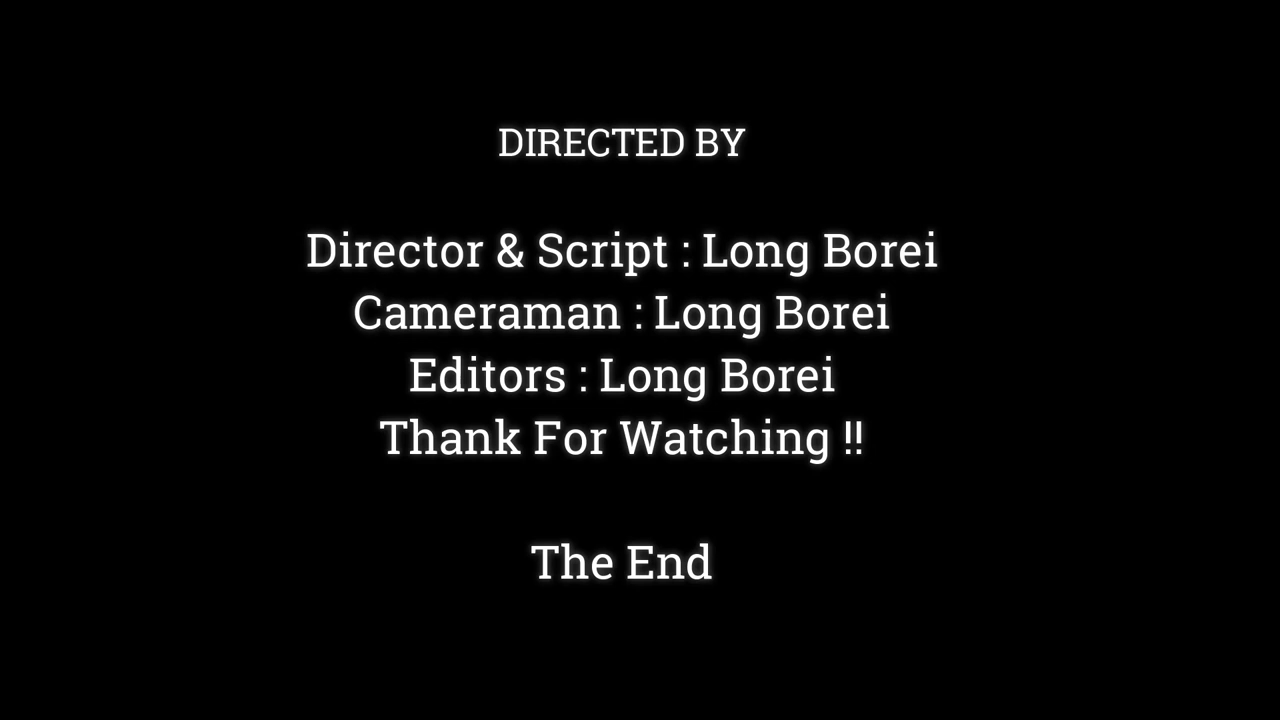 DIRECTED BY
Director & Script : Long Borei
Cameraman : Long Borei
Editors : Long Borei
Thank For Watching !!
The End